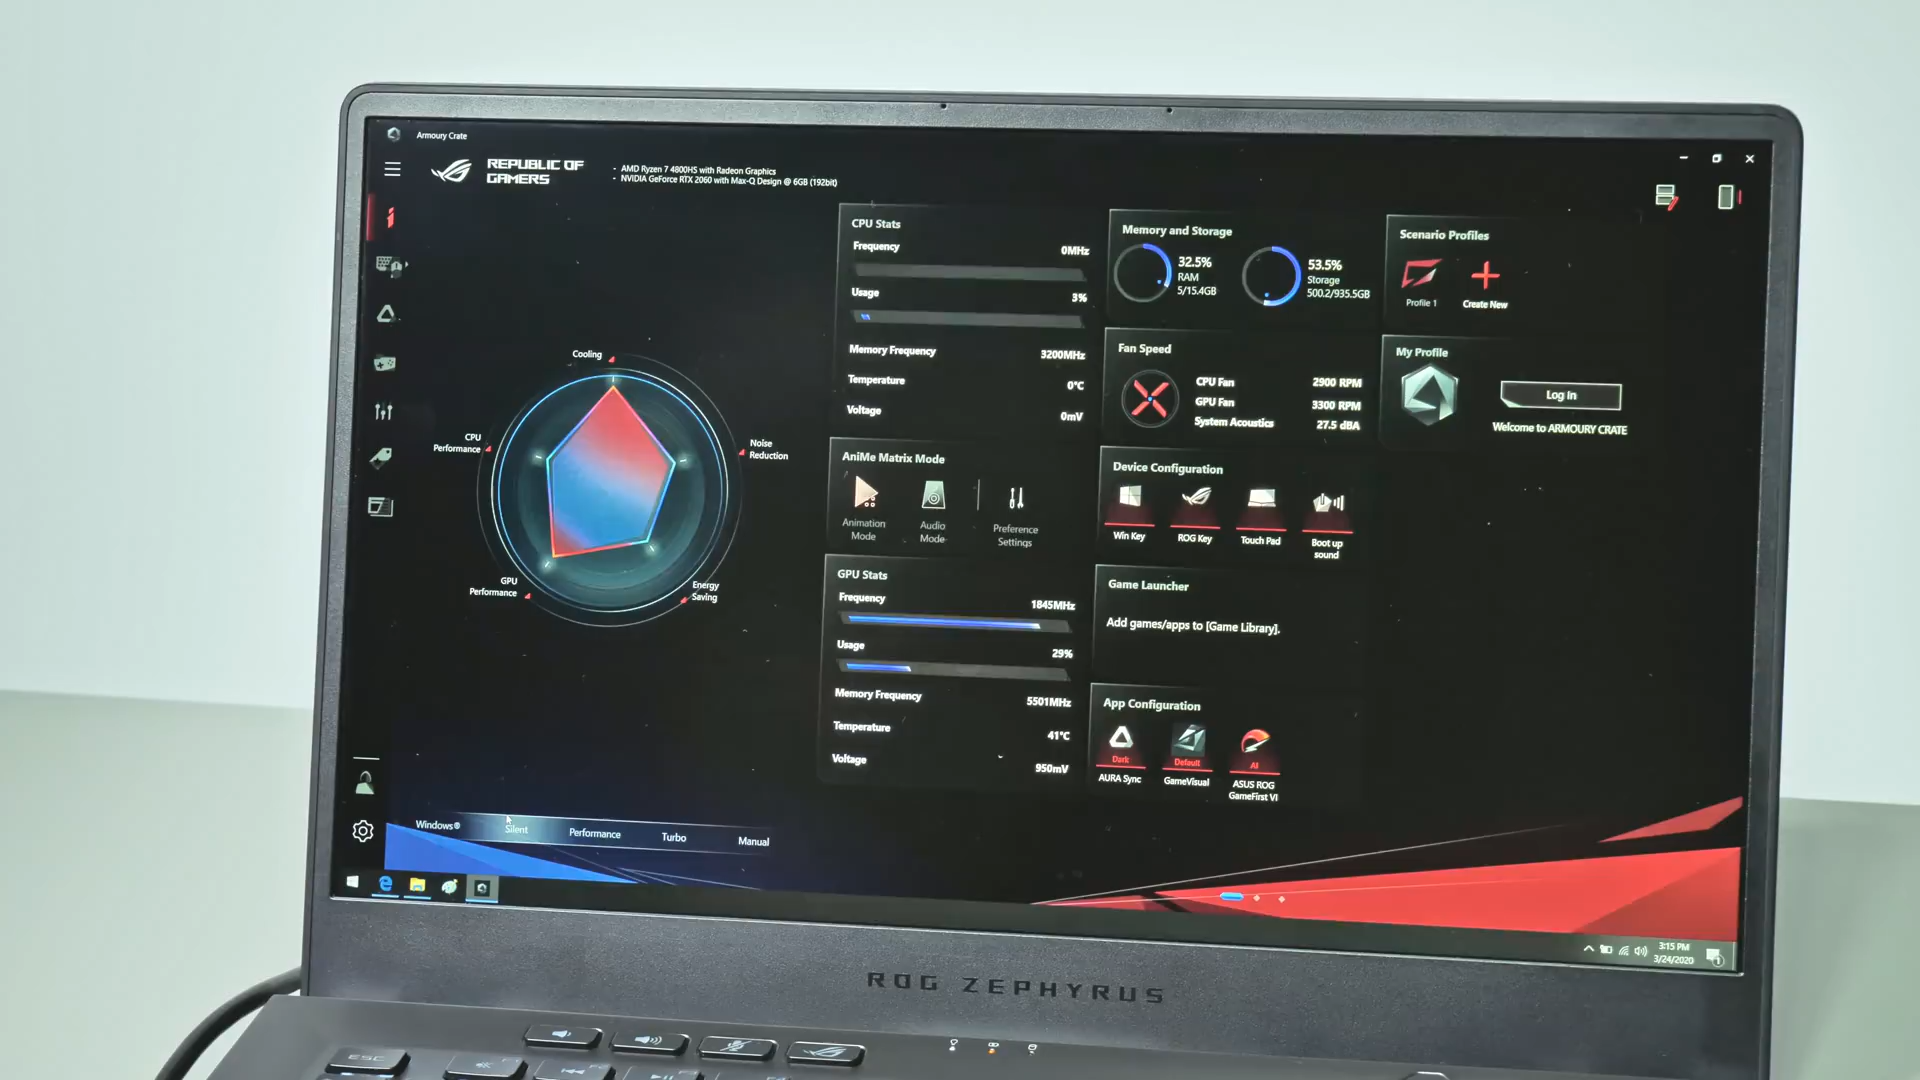 Armoury Crate
REPUBLIC OF
GAMERS
- AMD Ryzen 7 4800HS with Radeon Graphics
- NVIDIA GeForce RTX 2060 with Max-Q Design @ 6GB (192bit)
Cooling
CPU
Performance
Noise
Reduction
GPU
Performance
Energy
Saving
CPU Stats
Frequency
0MHz
Usage
3%
Memory Frequency
3200MHz
Temperature
0°C
Voltage
0mV
AniMe Matrix Mode
Animation
Mode
Audio
Mode
Preference
Settings
GPU Stats
Frequency
1845MHz
Usage
29%
Memory Frequency
5501MHz
Temperature
41°C
Voltage
950mV
Memory and Storage
32.5%
RAM
5/15.4GB
53.5%
Storage
500.2/935.5GB
Fan Speed
CPU Fan
2900 RPM
GPU Fan
3300 RPM
System Acoustics
27.5 dBA
Device Configuration
Win Key
ROG Key
Touch Pad
Boot up
sound
Game Launcher
Add games/apps to [Game Library].
App Configuration
Dark
AURA Sync
Default
GameVisual
AI
ASUS ROG
GameFirst VI
Scenario Profiles
Profile 1
Create New
My Profile
Log In
Welcome to ARMOURY CRATE
Windows®
Silent
Performance
Turbo
Manual
3:15 PM
3/24/2020
ROG ZEPHYRUS
ESC